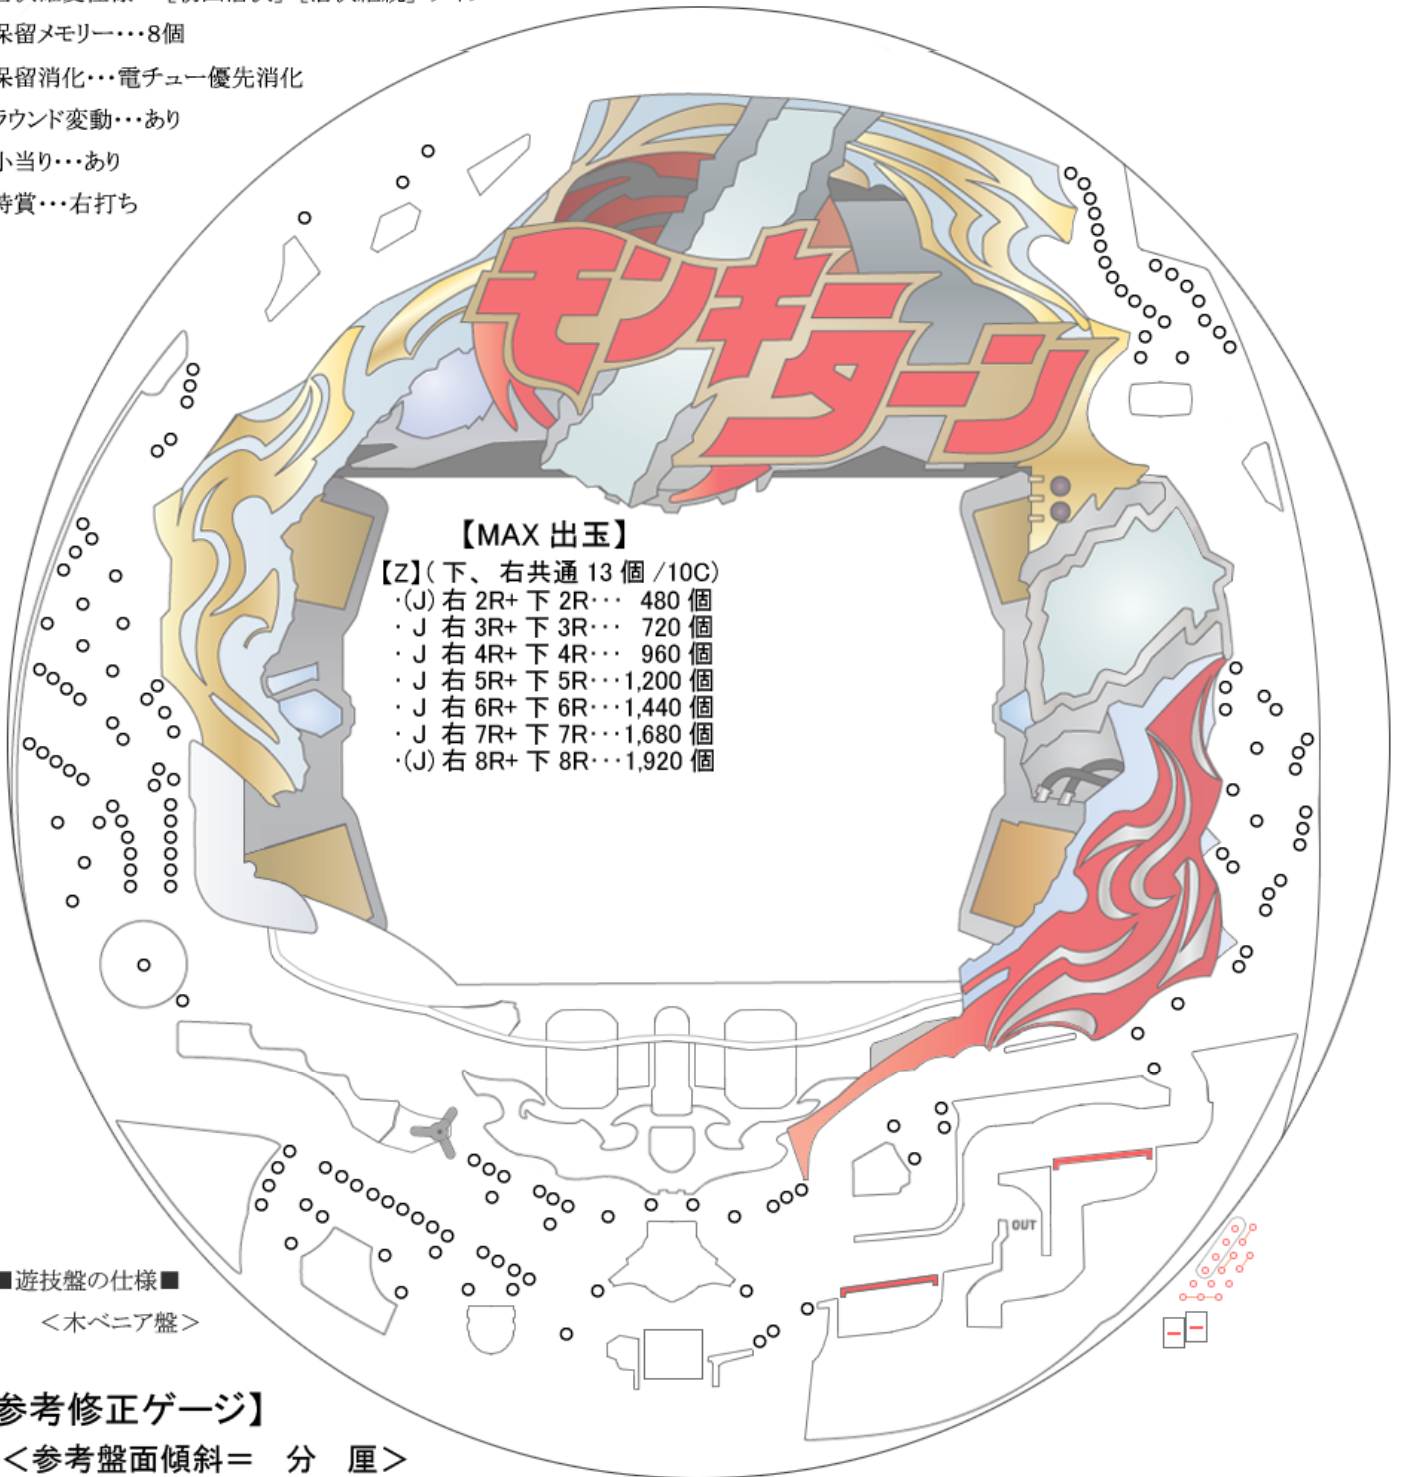 保留メモリー･･･8個
保留消化･･･電チュー優先消化
ラウンド変動･･･あり
小当り･･･あり
特賞･･･右打ち
モンキーターン
【MAX 出玉】
【Z】( 下、 右共通 13 個 /10C)
･(J) 右 2R+ 下 2R･･･ 480 個
･ J 右 3R+ 下 3R･･･ 720 個
･ J 右 4R+ 下 4R･･･ 960 個
･ J 右 5R+ 下 5R･･･1,200 個
･ J 右 6R+ 下 6R･･･1,440 個
･ J 右 7R+ 下 7R･･･1,680 個
･(J) 右 8R+ 下 8R･･･1,920 個
OUT
■遊技盤の仕様■
＜木ベニア盤＞
参考修正ゲージ】
＜参考盤面傾斜＝ 分 厘＞